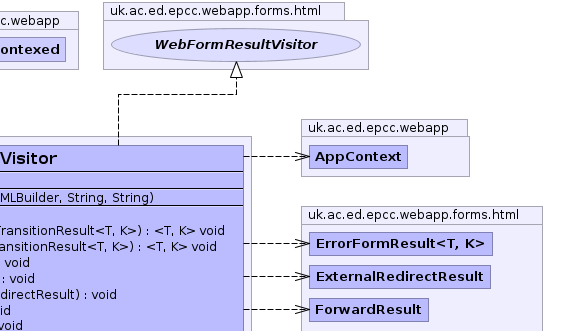 c.webapp
ontexed
uk.ac.ed.epcc.webapp.forms.html
WebFormResultVisitor
Visitor
MLBuilder, String, String)
TransitionResult<T, K>) : <T, K> void
ansitionResult<T, K>) : <T, K> void
: void
: void
directResult) : void
id
void
uk.ac.ed.epcc.webapp
AppContext
uk.ac.ed.epcc.webapp.forms.html
ErrorFormResult<T, K>
ExternalRedirectResult
ForwardResult